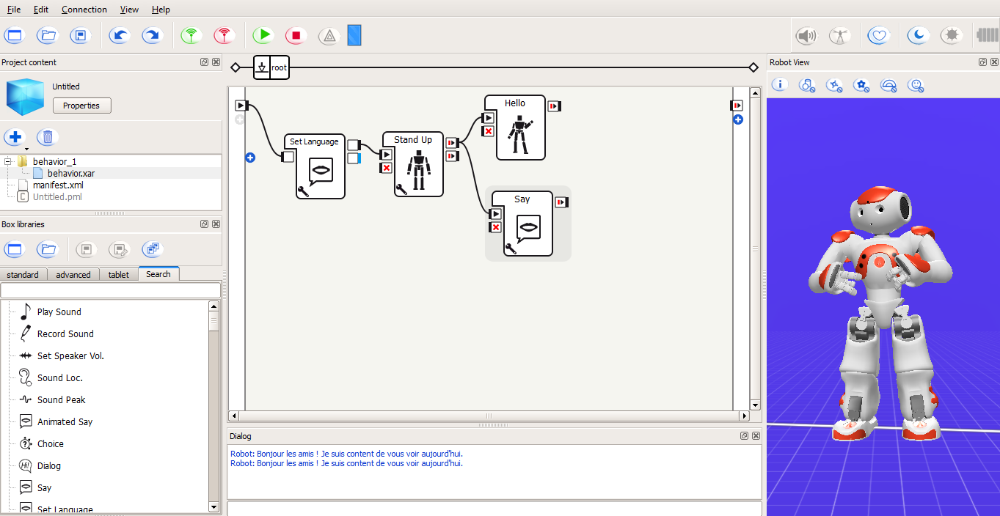 File Edit Connection View Help
Project content
Untitled
Properties
behavior_1
behavior.xar
manifest.xml
Untitled.pml
Box libraries
standard advanced tablet Search
Play Sound
Record Sound
Set Speaker Vol.
Sound Loc.
Sound Peak
Animated Say
Choice
Hi! Dialog
Say
Set Language
root
Set Language
Stand Up
Hello
Say
Dialog
Robot: Bonjour les amis ! Je suis content de vous voir aujourd'hui.
Robot: Bonjour les amis ! Je suis content de vous voir aujourd'hui.
Robot View